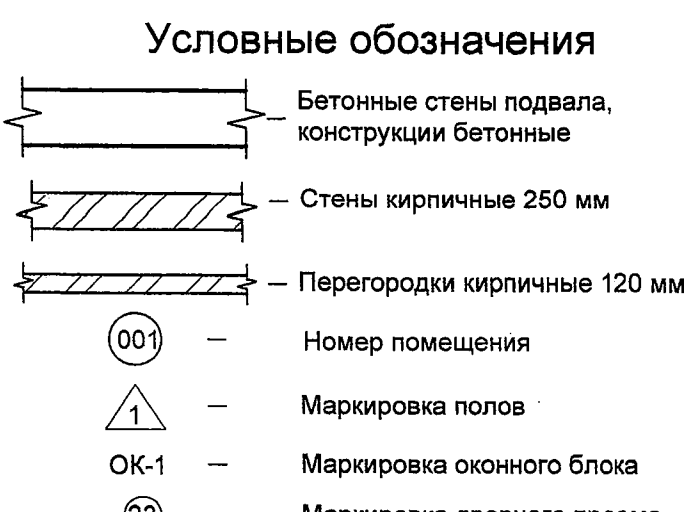 Условные обозначения
— Бетонные стены подвала,
конструкции бетонные
— Стены кирпичные 250 мм
— Перегородки кирпичные 120 мм
001 — Номер помещения
1 — Маркировка полов
ОК-1 — Маркировка оконного блока